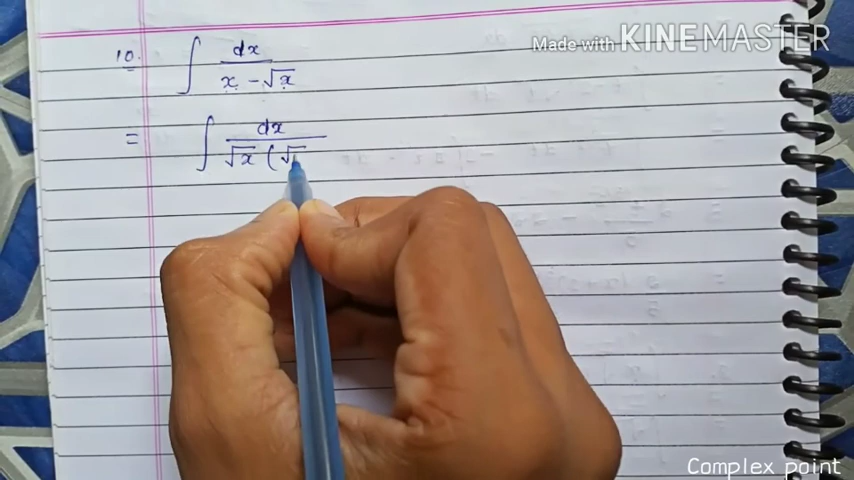 Made with KINEMASTER
10. ∫ dx / x - √x
= ∫ dx / √x ( √
Complex point